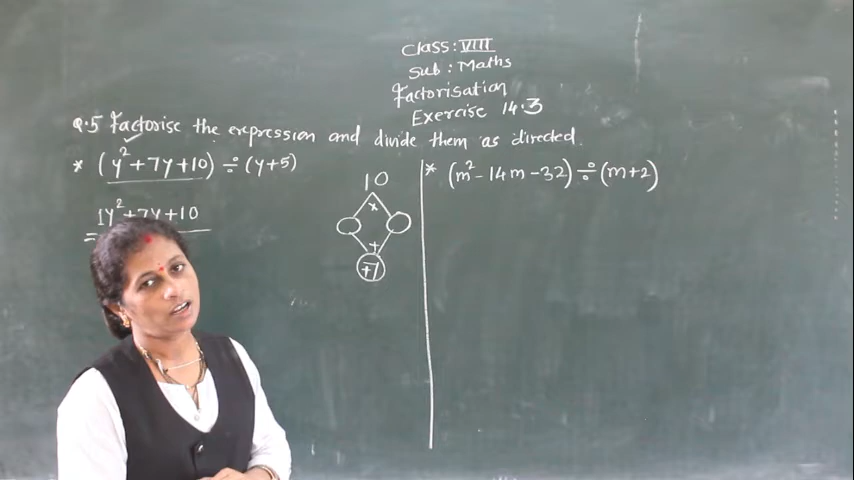 Class: VIII
Sub: Maths
Factorisation
Exercise 14.3
Q.5 Factorise the expression and divide them as directed.
* (y²+7y+10) ÷ (y+5)
1y²+7y+10
=
10
×
+
+7
* (m²-14m-32) ÷ (m+2)